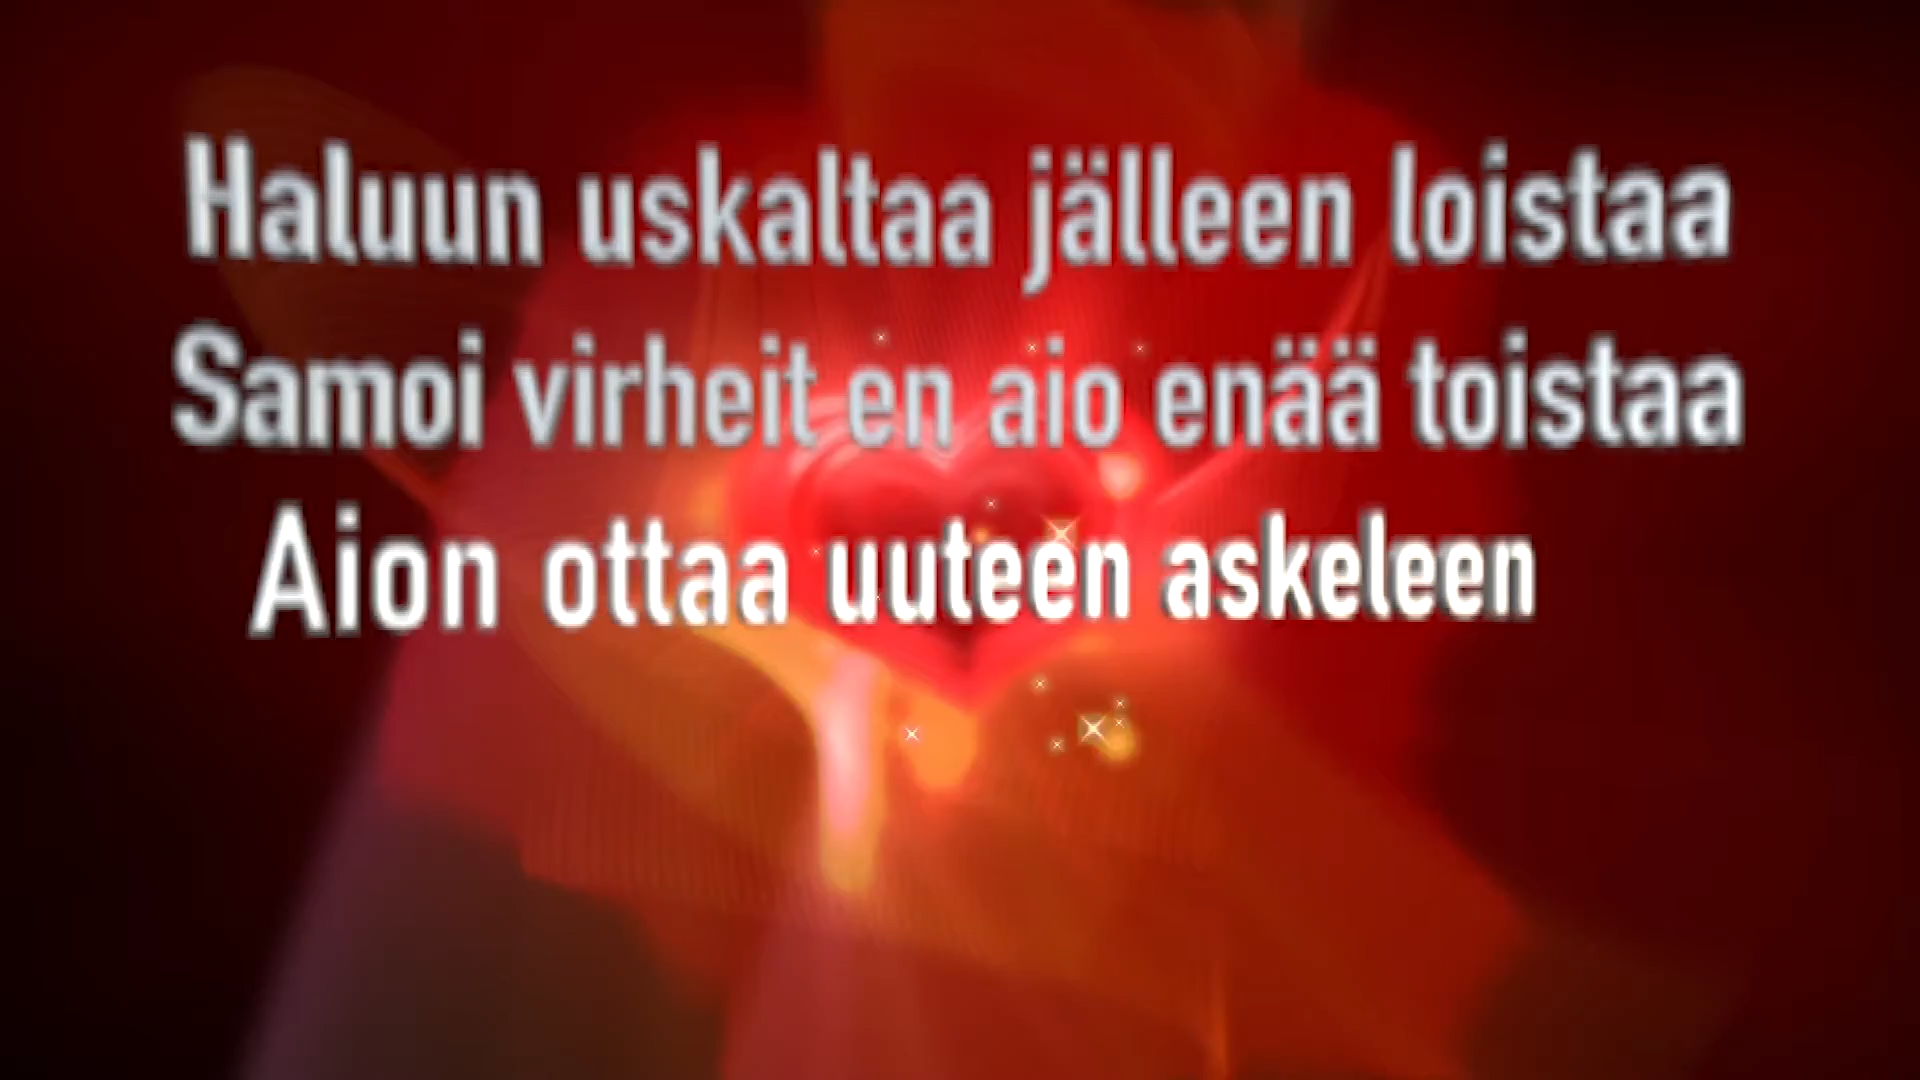 Haluun uskaltaa jälleen loistaa
Samoi virheit en aio enää toistaa
Aion ottaa uuteen askeleen